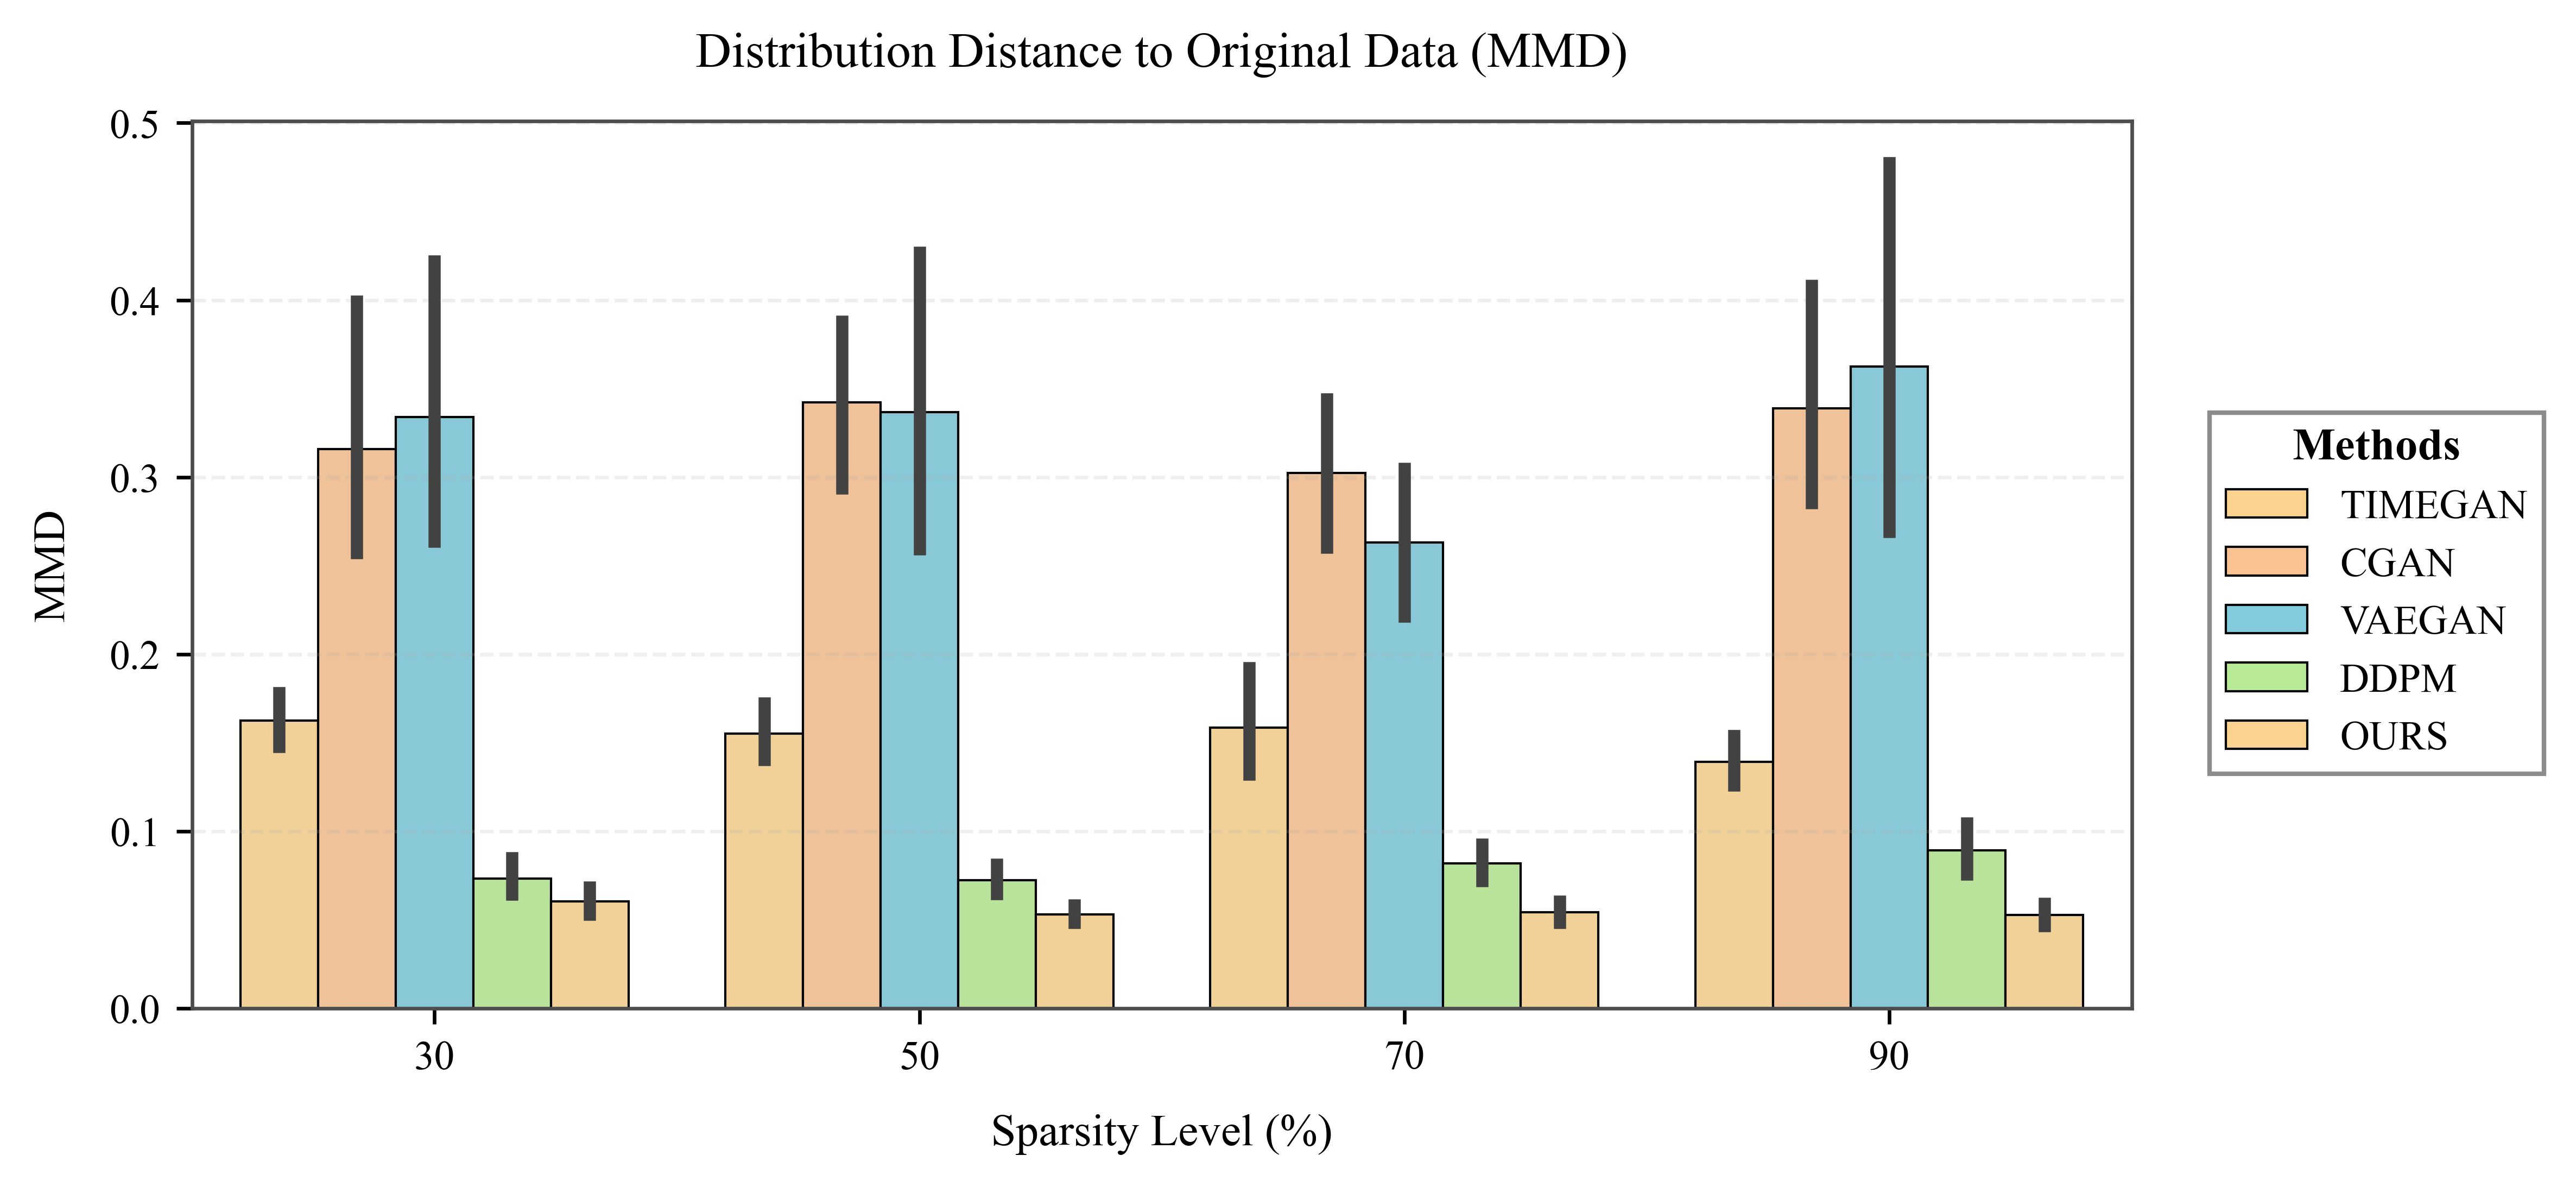 Distribution Distance to Original Data (MMD)
0.5
0.4
0.3
0.2
0.1
0.0
MMD
30 50 70 90
Sparsity Level (%)
Methods
TIMEGAN
CGAN
VAEGAN
DDPM
OURS